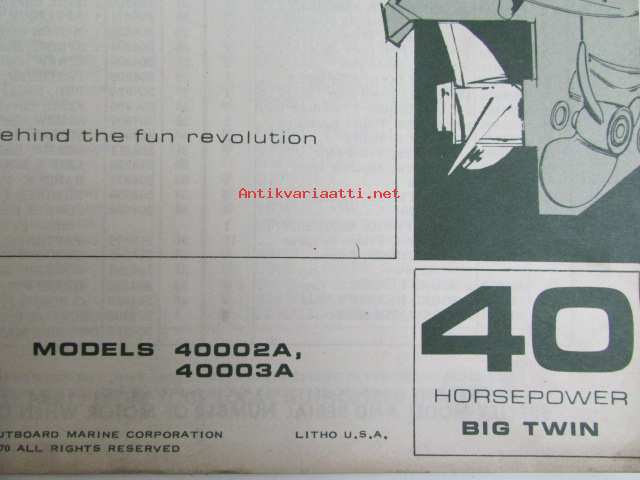 ehind the fun revolution
Antikvariaatti.net
MODELS 40002A,
40003A
40
HORSEPOWER
BIG TWIN
UTBOARD MARINE CORPORATION
LITHO U.S.A.
70 ALL RIGHTS RESERVED